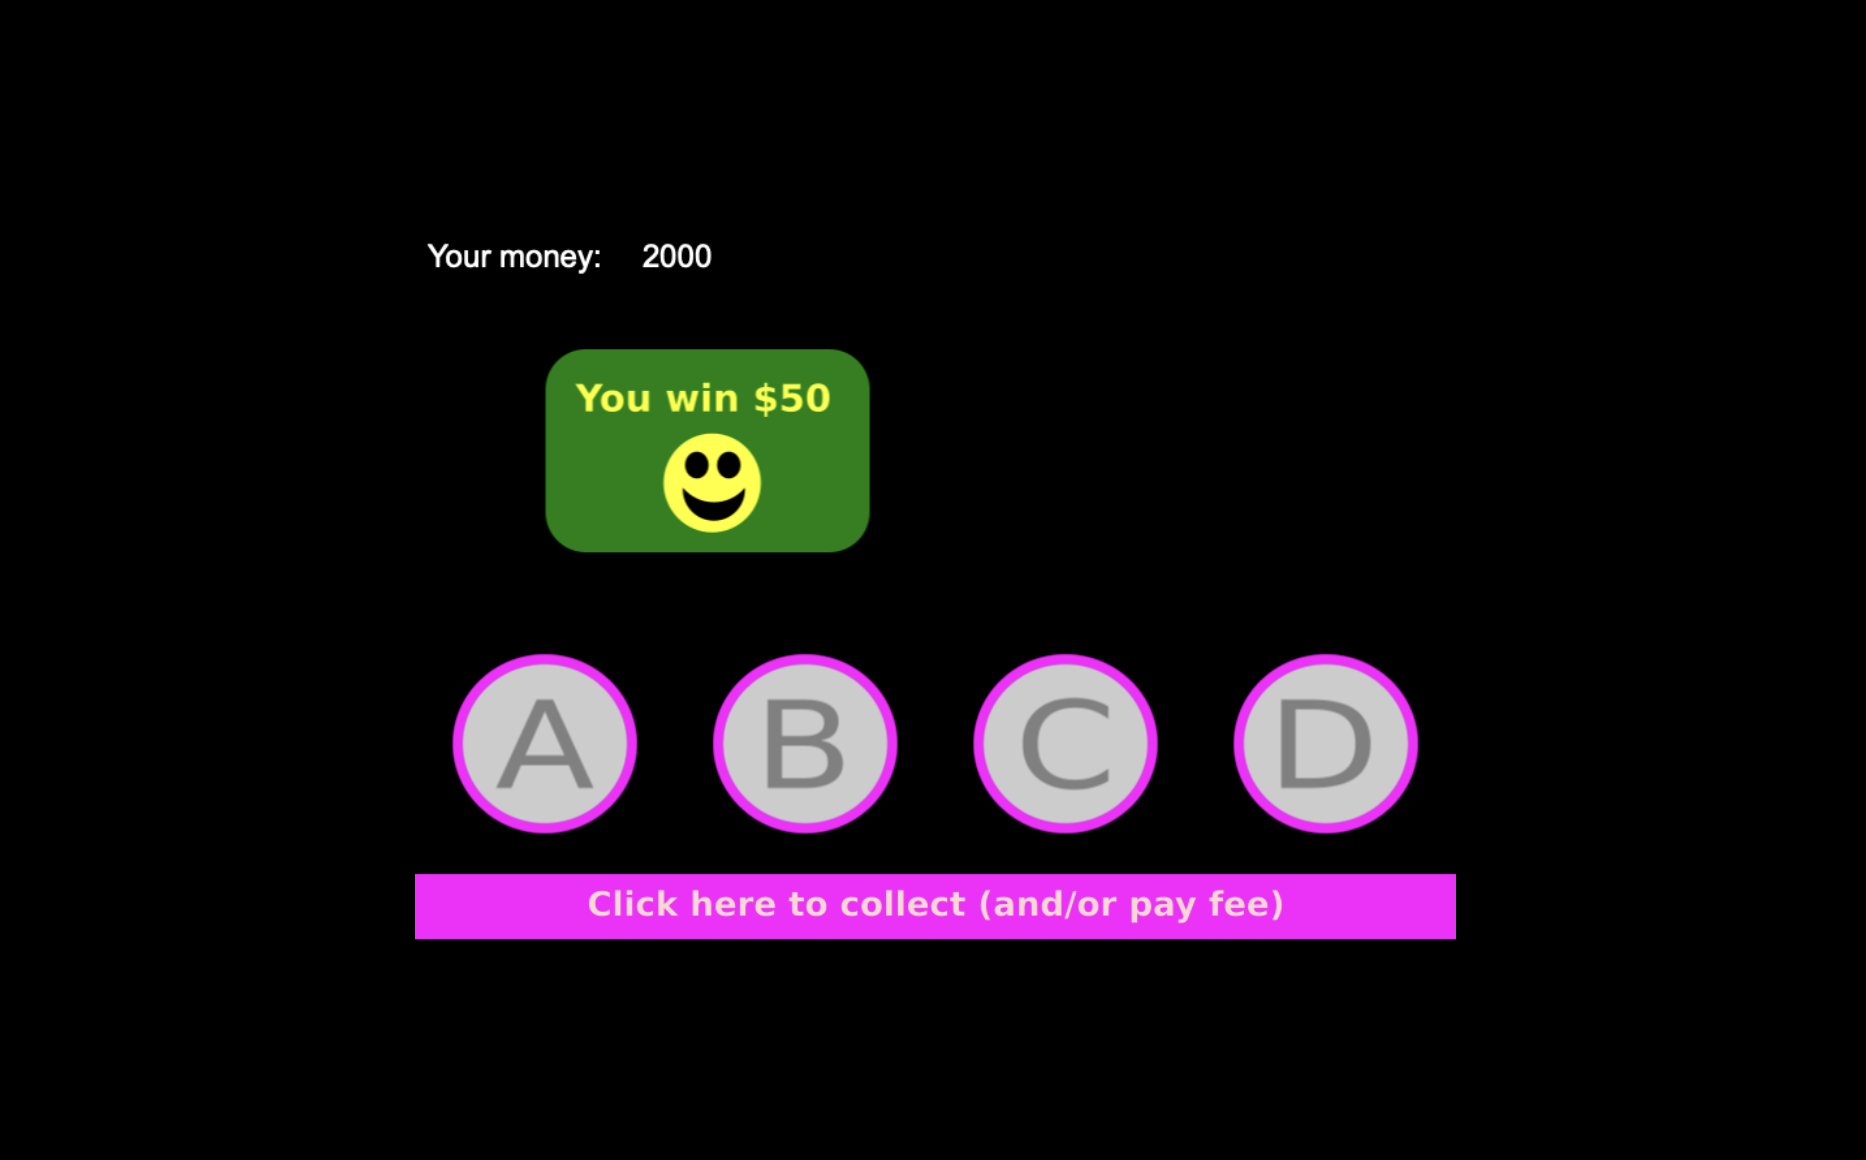 Your money: 2000
You win $50
A B C D
Click here to collect (and/or pay fee)